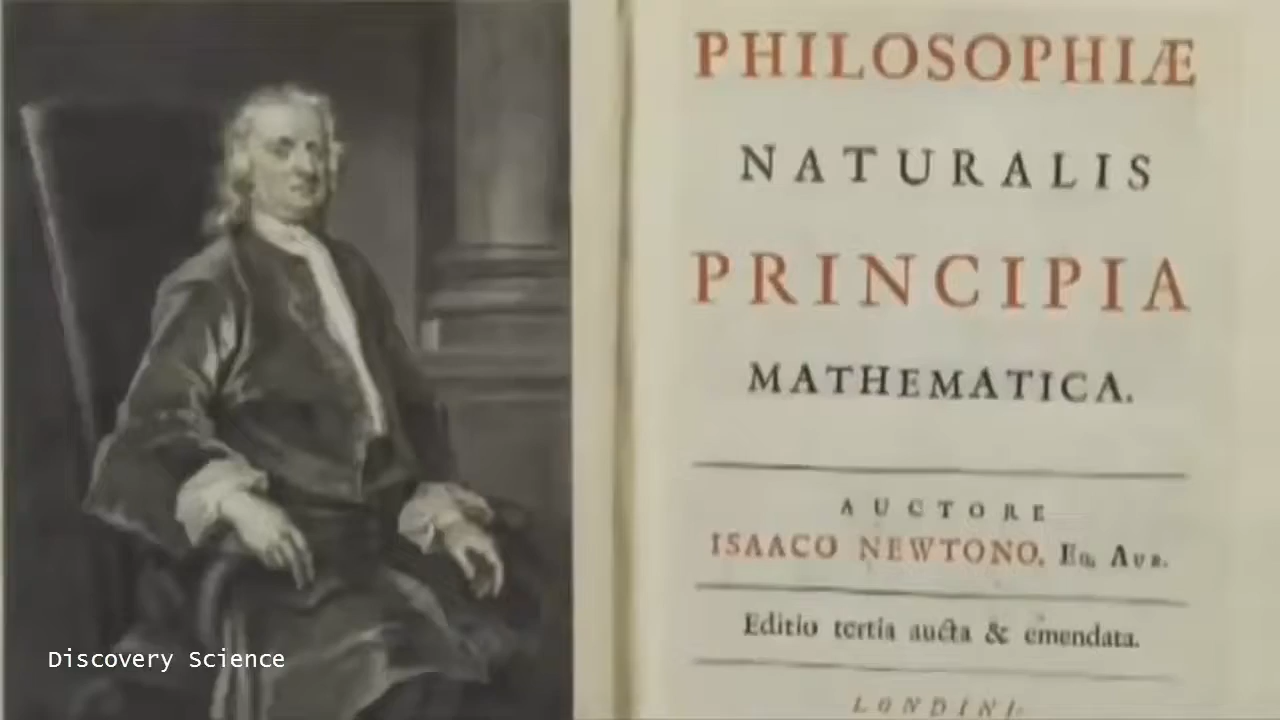 PHILOSOPHIÆ
NATURALIS
PRINCIPIA
MATHEMATICA.
AUCTORE
ISAACO NEWTONO, Eq. Aur.
Editio tertia aucta & emendata.
LONDINI:
Discovery Science